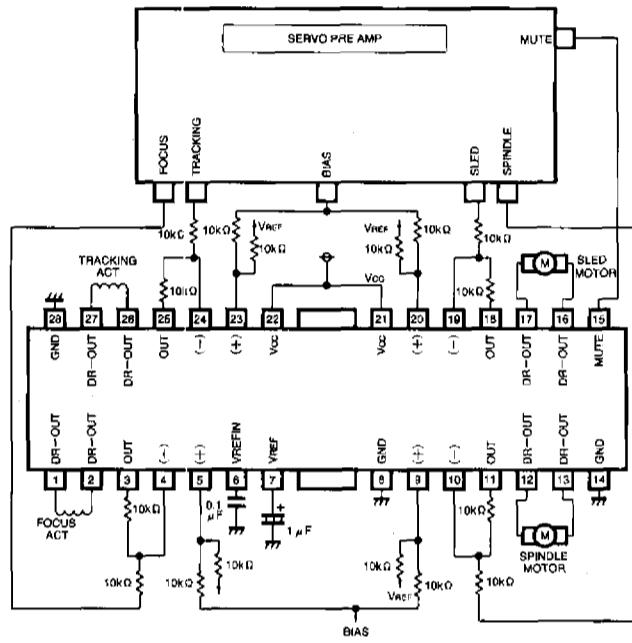 SERVO PRE AMP
MUTE
FOCUS
TRACKING
BIAS
SLED
SPINDLE
10kΩ
10kΩ
VREF
10kΩ
VREF
10kΩ
10kΩ
10kΩ
TRACKING
ACT
10kΩ
VCC
10kΩ
SLED
MOTOR
M
28
27
26
25
24
23
22
21
20
19
18
17
16
15
GND
DR-OUT
DR-OUT
OUT
(-)
(+)
VCC
VCC
(+)
(-)
OUT
DR-OUT
DR-OUT
MUTE
DR-OUT
DR-OUT
OUT
(-)
(+)
VREFIN
VREF
GND
(+)
(-)
OUT
DR-OUT
DR-OUT
GND
1
2
3
4
5
6
7
8
9
10
11
12
13
14
FOCUS
ACT
10kΩ
0.1
μF
+
1 μF
10kΩ
M
SPINDLE
MOTOR
10kΩ
10kΩ
10kΩ
10kΩ
VREF
10kΩ
10kΩ
BIAS